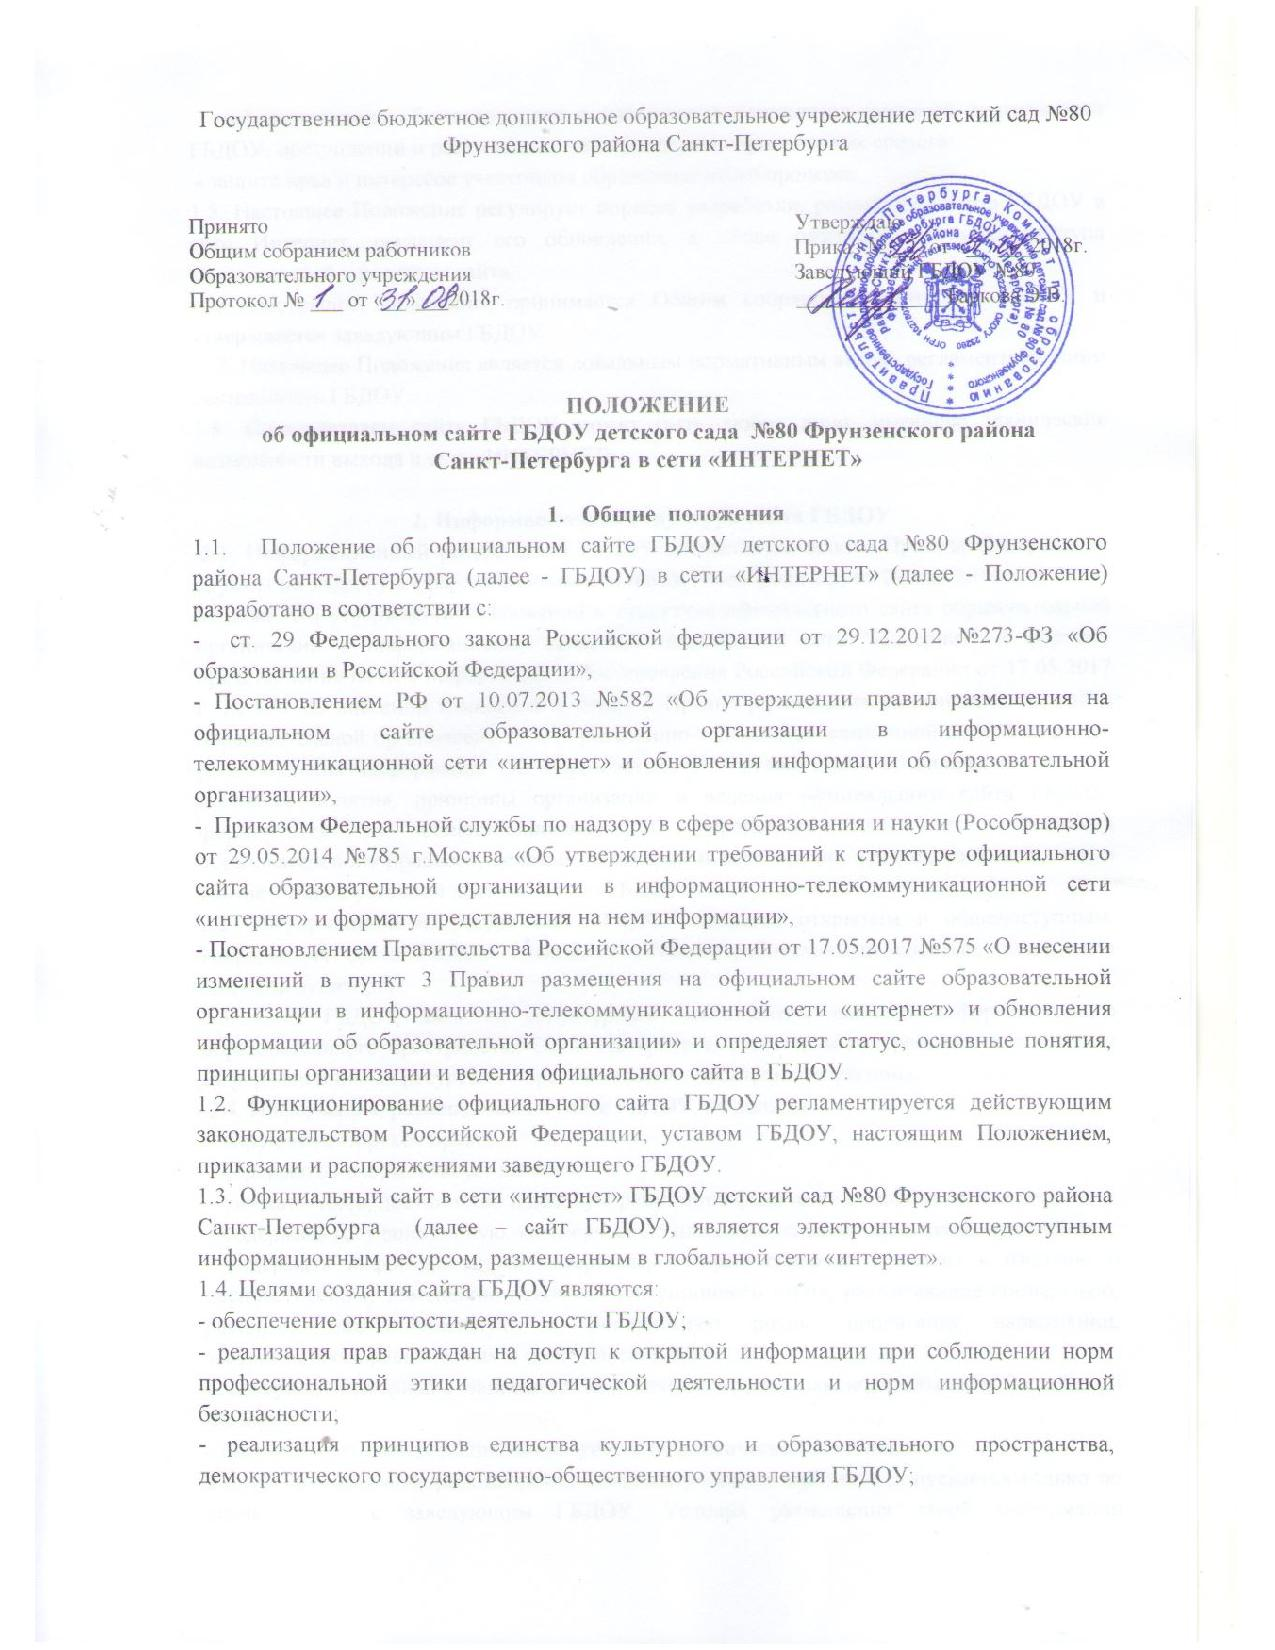 Государственное бюджетное дошкольное образовательное учреждение детский сад №80
Фрунзенского района Санкт-Петербурга
Принято
Общим собранием работников
Образовательного учреждения
Протокол № 1 от «31» 08 2018г.
Утверждаю
Приказ № 2018г.
Заведующий ГБДОУ №80
ПОЛОЖЕНИЕ
об официальном сайте ГБДОУ детского сада №80 Фрунзенского района
Санкт-Петербурга в сети «ИНТЕРНЕТ»
1. Общие положения
1.1. Положение об официальном сайте ГБДОУ детского сада №80 Фрунзенского
района Санкт-Петербурга (далее - ГБДОУ) в сети «ИНТЕРНЕТ» (далее - Положение)
разработано в соответствии с:
- ст. 29 Федерального закона Российской федерации от 29.12.2012 №273-ФЗ «Об
образовании в Российской Федерации»,
- Постановлением РФ от 10.07.2013 №582 «Об утверждении правил размещения на
официальном сайте образовательной организации в информационно-
телекоммуникационной сети «интернет» и обновления информации об образовательной
организации»,
- Приказом Федеральной службы по надзору в сфере образования и науки (Рособрнадзор)
от 29.05.2014 №785 г.Москва «Об утверждении требований к структуре официального
сайта образовательной организации в информационно-телекоммуникационной сети
«интернет» и формату представления на нем информации»,
- Постановлением Правительства Российской Федерации от 17.05.2017 №575 «О внесении
изменений в пункт 3 Правил размещения на официальном сайте образовательной
организации в информационно-телекоммуникационной сети «интернет» и обновления
информации об образовательной организации» и определяет статус, основные понятия,
принципы организации и ведения официального сайта в ГБДОУ.
1.2. Функционирование официального сайта ГБДОУ регламентируется действующим
законодательством Российской Федерации, уставом ГБДОУ, настоящим Положением,
приказами и распоряжениями заведующего ГБДОУ.
1.3. Официальный сайт в сети «интернет» ГБДОУ детский сад №80 Фрунзенского района
Санкт-Петербурга (далее – сайт ГБДОУ), является электронным общедоступным
информационным ресурсом, размещенным в глобальной сети «интернет».
1.4. Целями создания сайта ГБДОУ являются:
- обеспечение открытости деятельности ГБДОУ;
- реализация прав граждан на доступ к открытой информации при соблюдении норм
профессиональной этики педагогической деятельности и норм информационной
безопасности;
- реализация принципов единства культурного и образовательного пространства,
демократического государственно-общественного управления ГБДОУ;